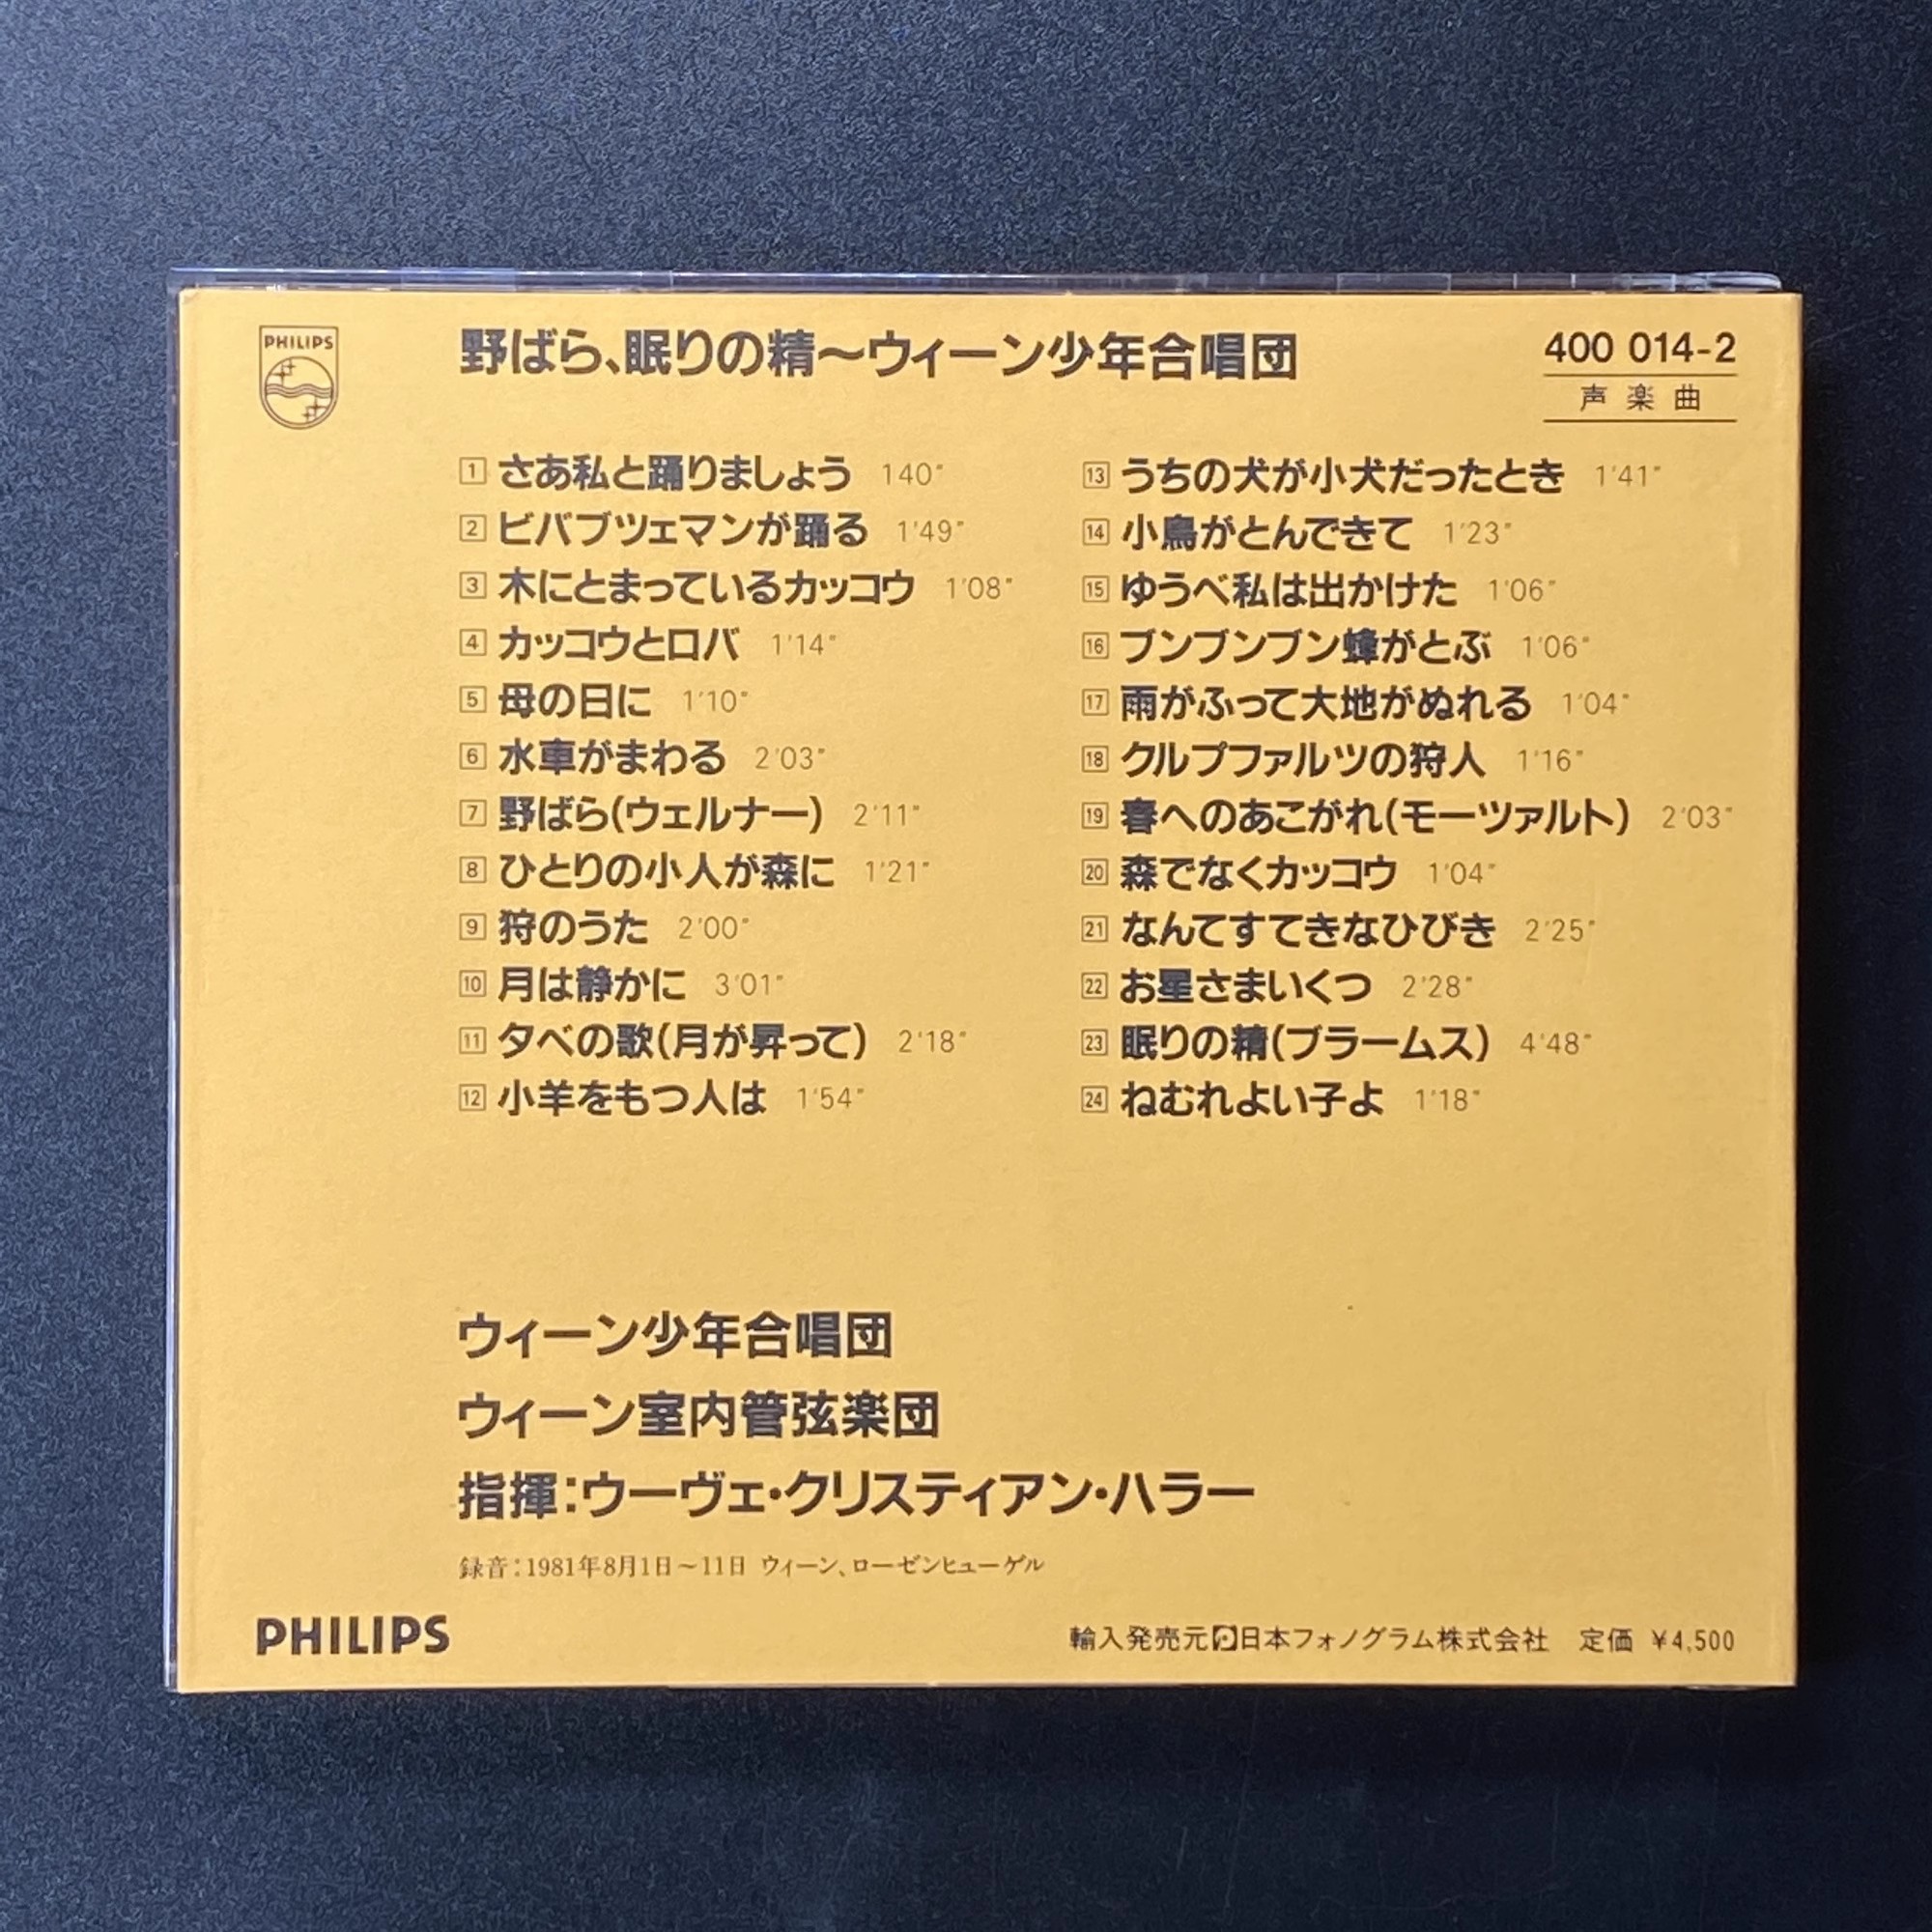 PHILIPS
野ばら、眠りの精〜ウィーン少年合唱団
400 014-2
声楽曲
1 さあ私と踊りましょう 140"
2 ビバブツェマンが踊る 1'49"
3 木にとまっているカッコウ 1'08"
4 カッコウとロバ 1'14"
5 母の日に 1'10"
6 水車がまわる 2'03"
7 野ばら(ウェルナー) 2'11"
8 ひとりの小人が森に 1'21"
9 狩のうた 2'00"
10 月は静かに 3'01"
11 夕べの歌(月が昇って) 2'18"
12 小羊をもつ人は 1'54"
13 うちの犬が小犬だったとき 1'41"
14 小鳥がとんできて 1'23"
15 ゆうべ私は出かけた 1'06"
16 ブンブンブン蜂がとぶ 1'06"
17 雨がふって大地がぬれる 1'04"
18 クルプファルツの狩人 1'16"
19 春へのあこがれ(モーツァルト) 2'03"
20 森でなくカッコウ 1'04"
21 なんてすてきなひびき 2'25"
22 お星さまいくつ 2'28"
23 眠りの精(ブラームス) 4'48"
24 ねむれよい子よ 1'18"
ウィーン少年合唱団
ウィーン室内管弦楽団
指揮:ウーヴェ・クリスティアン・ハラー
録音:1981年8月1日〜11日 ウィーン、ローゼンヒューゲル
PHILIPS
輸入発売元 日本フォノグラム株式会社 定価 ¥4,500